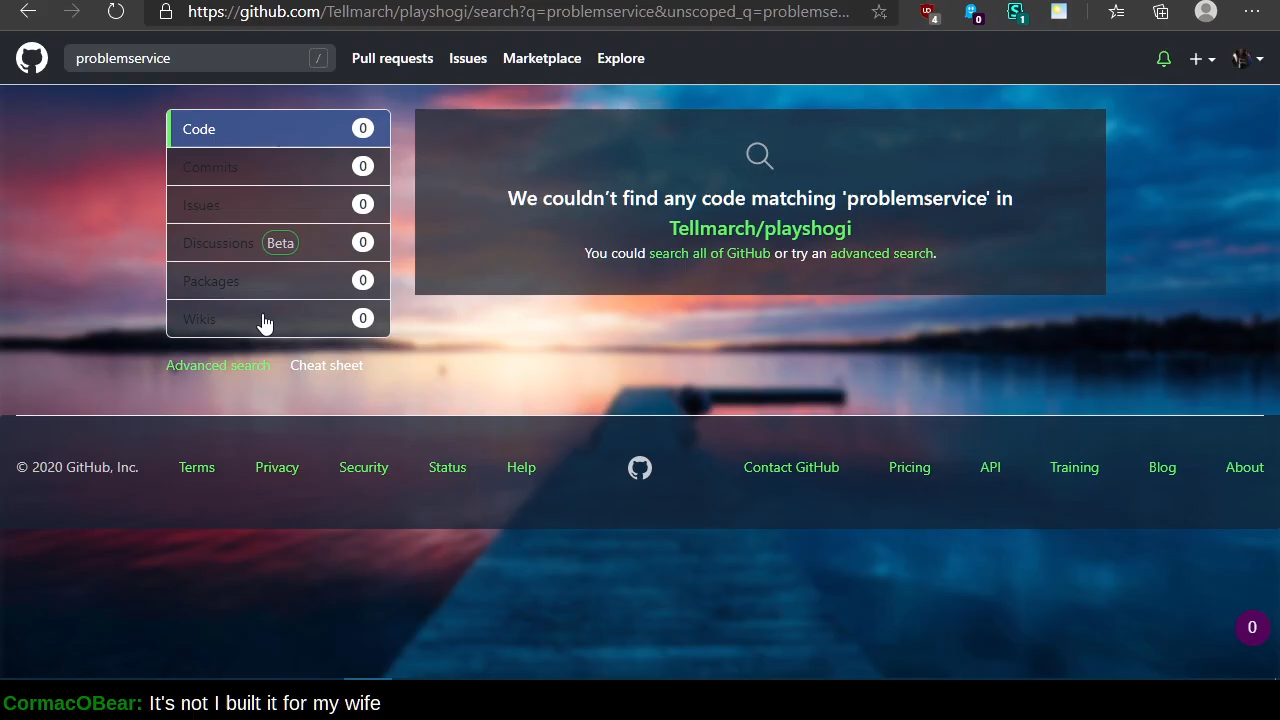 https://github.com/Tellmarch/playshogi/search?q=problemservice&unscoped_q=problemse...
4
0
1
problemservice
/
Pull requests
Issues
Marketplace
Explore
Code 0
Commits 0
Issues 0
Discussions Beta 0
Packages 0
Wikis 0
Advanced search
Cheat sheet
We couldn’t find any code matching 'problemservice' in
Tellmarch/playshogi
You could search all of GitHub or try an advanced search.
© 2020 GitHub, Inc.
Terms
Privacy
Security
Status
Help
Contact GitHub
Pricing
API
Training
Blog
About
0
CormacOBear: It's not I built it for my wife